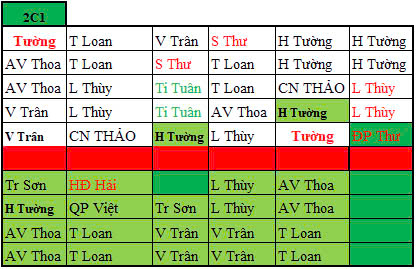 2C1
Tường T Loan V Trân S Thư H Tường H Tường
AV Thoa T Loan S Thư T Loan H Tường H Tường
AV Thoa L Thùy Ti Tuân T Loan CN THẢO L Thùy
V Trân L Thùy Ti Tuân AV Thoa H Tường L Thùy
V Trân CN THẢO H Tường L Thùy Tường ĐP Thư
Tr Sơn HĐ Hải L Thùy AV Thoa
H Tường QP Việt Tr Sơn L Thùy AV Thoa
AV Thoa T Loan V Trân V Trân T Loan
AV Thoa T Loan V Trân V Trân T Loan